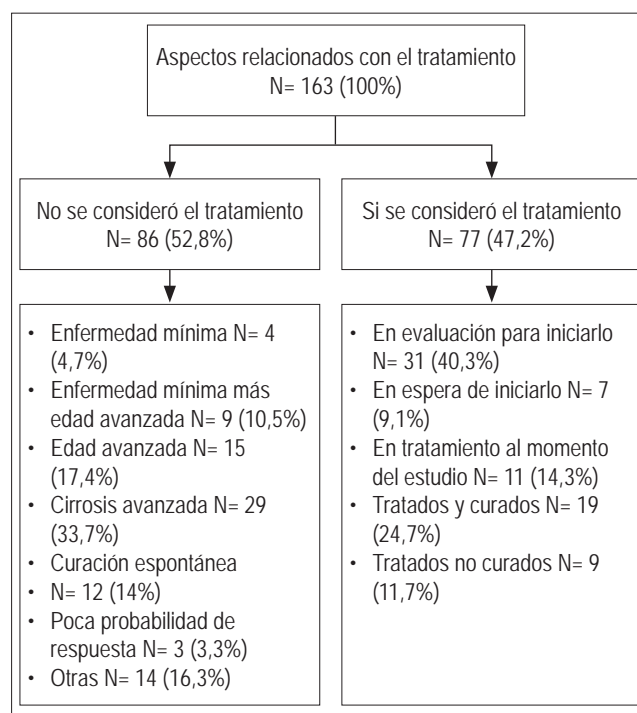 Aspectos relacionados con el tratamiento
N= 163 (100%)
No se consideró el tratamiento
N= 86 (52,8%)
Si se consideró el tratamiento
N= 77 (47,2%)
• Enfermedad mínima N= 4
(4,7%)
• Enfermedad mínima más
edad avanzada N= 9 (10,5%)
• Edad avanzada N= 15
(17,4%)
• Cirrosis avanzada N= 29
(33,7%)
• Curación espontánea
• N= 12 (14%)
• Poca probabilidad de
respuesta N= 3 (3,3%)
• Otras N= 14 (16,3%)
• En evaluación para iniciarlo
N= 31 (40,3%)
• En espera de iniciarlo N= 7
(9,1%)
• En tratamiento al momento
del estudio N= 11 (14,3%)
• Tratados y curados N= 19
(24,7%)
• Tratados no curados N= 9
(11,7%)